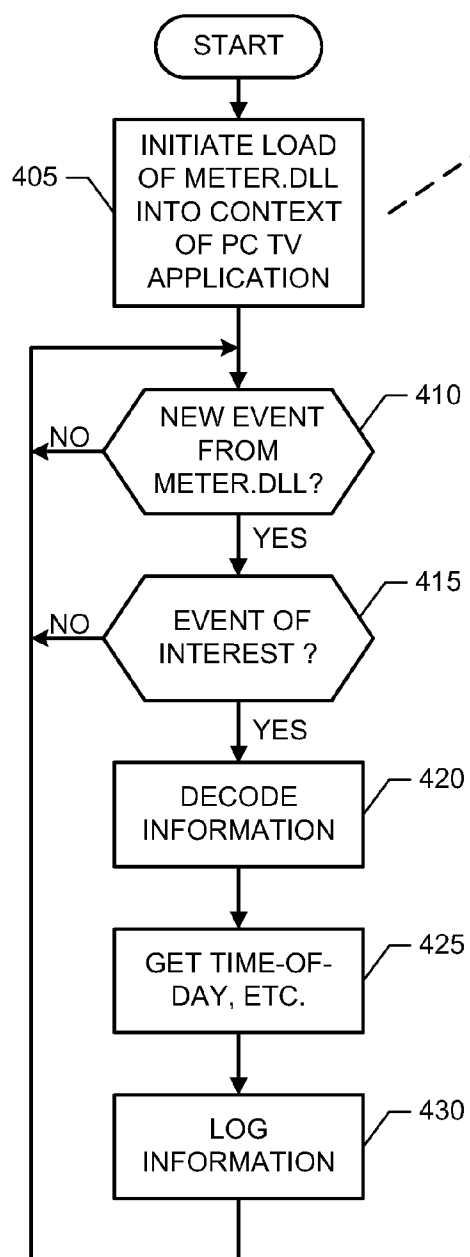 START
405
INITIATE LOAD
OF METER.DLL
INTO CONTEXT
OF PC TV
APPLICATION
410
NEW EVENT
FROM
METER.DLL?
NO
YES
415
EVENT OF
INTEREST ?
NO
YES
420
DECODE
INFORMATION
425
GET TIME-OF-
DAY, ETC.
430
LOG
INFORMATION